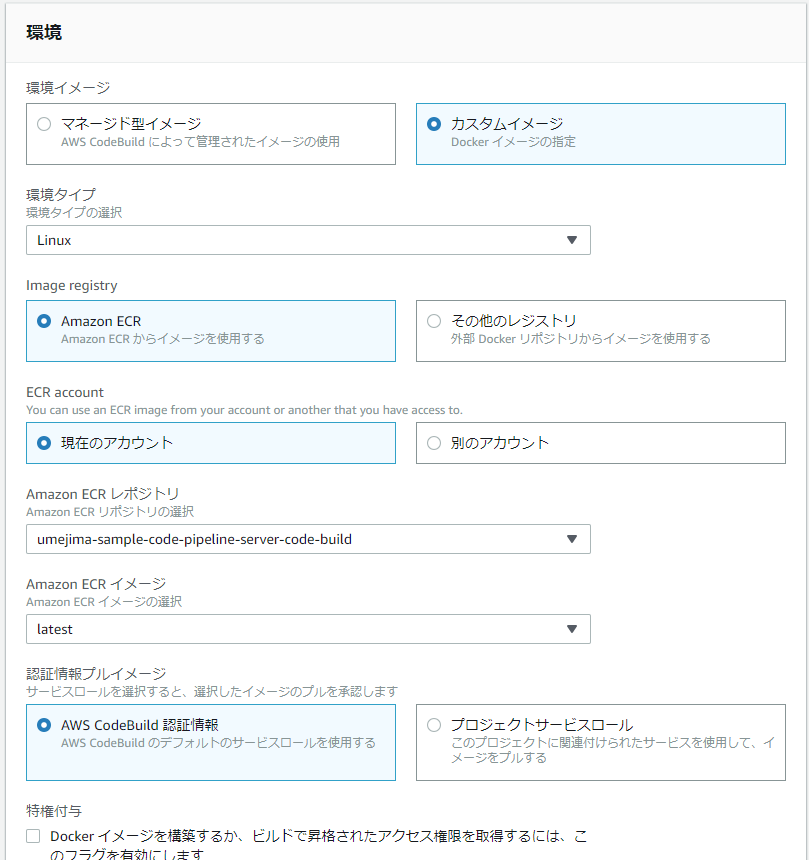 環境
環境イメージ
マネージド型イメージ
AWS CodeBuild によって管理されたイメージの使用
カスタムイメージ
Docker イメージの指定
環境タイプ
環境タイプの選択
Linux
Image registry
Amazon ECR
Amazon ECR からイメージを使用する
その他のレジストリ
外部 Docker リポジトリからイメージを使用する
ECR account
You can use an ECR image from your account or another that you have access to.
現在のアカウント
別のアカウント
Amazon ECR レポジトリ
Amazon ECR リポジトリの選択
umejima-sample-code-pipeline-server-code-build
Amazon ECR イメージ
Amazon ECR イメージの選択
latest
認証情報プルイメージ
サービスロールを選択すると、選択したイメージのプルを承認します
AWS CodeBuild 認証情報
AWS CodeBuild のデフォルトのサービスロールを使用する
プロジェクトサービスロール
このプロジェクトに関連付けられたサービスを使用して、イ
メージをプルする
特権付与
Docker イメージを構築するか、ビルドで昇格されたアクセス権限を取得するには、こ
のフラグを有効にします